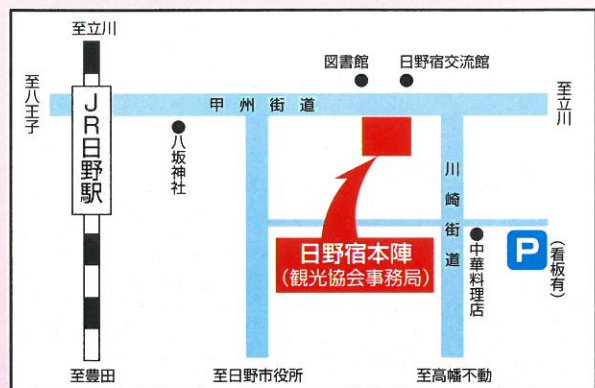 至立川
図書館
日野宿交流館
至八王子
JR日野駅
甲州街道
至立川
八坂神社
川崎街道
日野宿本陣
(観光協会事務局)
中華料理店
P
(看板有)
至豊田
至日野市役所
至高幡不動